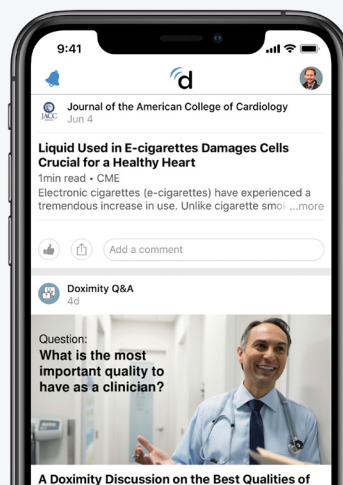 9:41
d
JACC
Journal of the American College of Cardiology
Jun 4
Liquid Used in E-cigarettes Damages Cells
Crucial for a Healthy Heart
1min read • CME
Electronic cigarettes (e-cigarettes) have experienced a
tremendous increase in use. Unlike cigarette smo ...more
Add a comment
Doximity Q&A
4d
Question:
What is the most
important quality to
have as a clinician?
A Doximity Discussion on the Best Qualities of